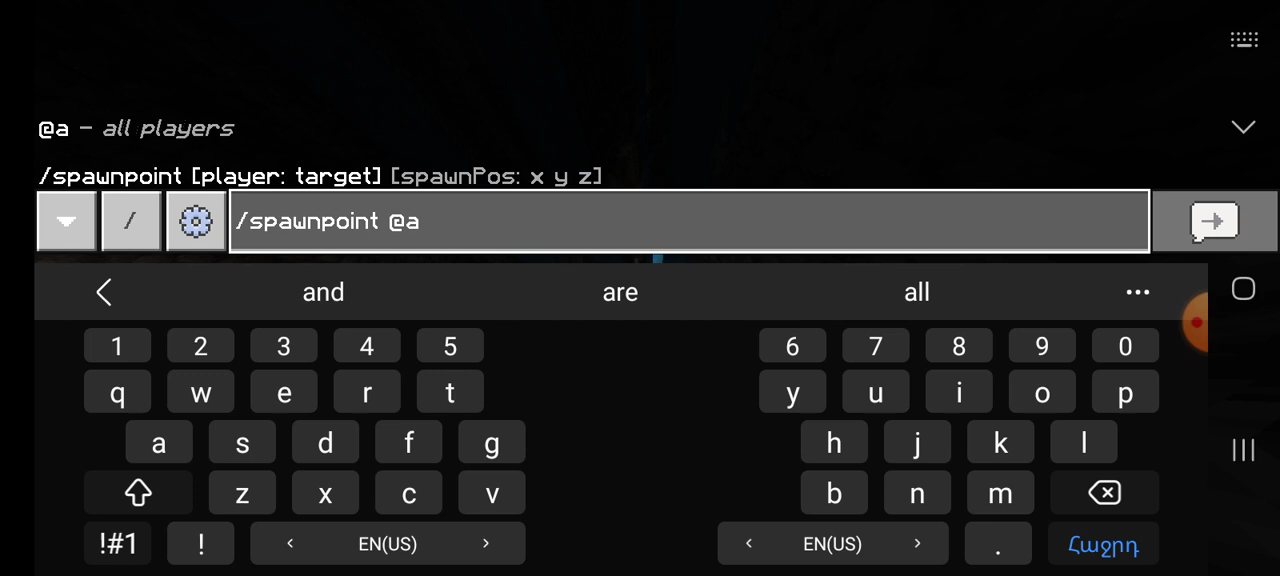 @a - all players
/spawnpoint [player: target] [spawnPos: x y z]
/ /spawnpoint @a
and are all ...
1 2 3 4 5 6 7 8 9 0
q w e r t y u i o p
a s d f g h j k l
z x c v b n m
!#1 ! < EN(US) > < EN(US) > . Հաջրդ